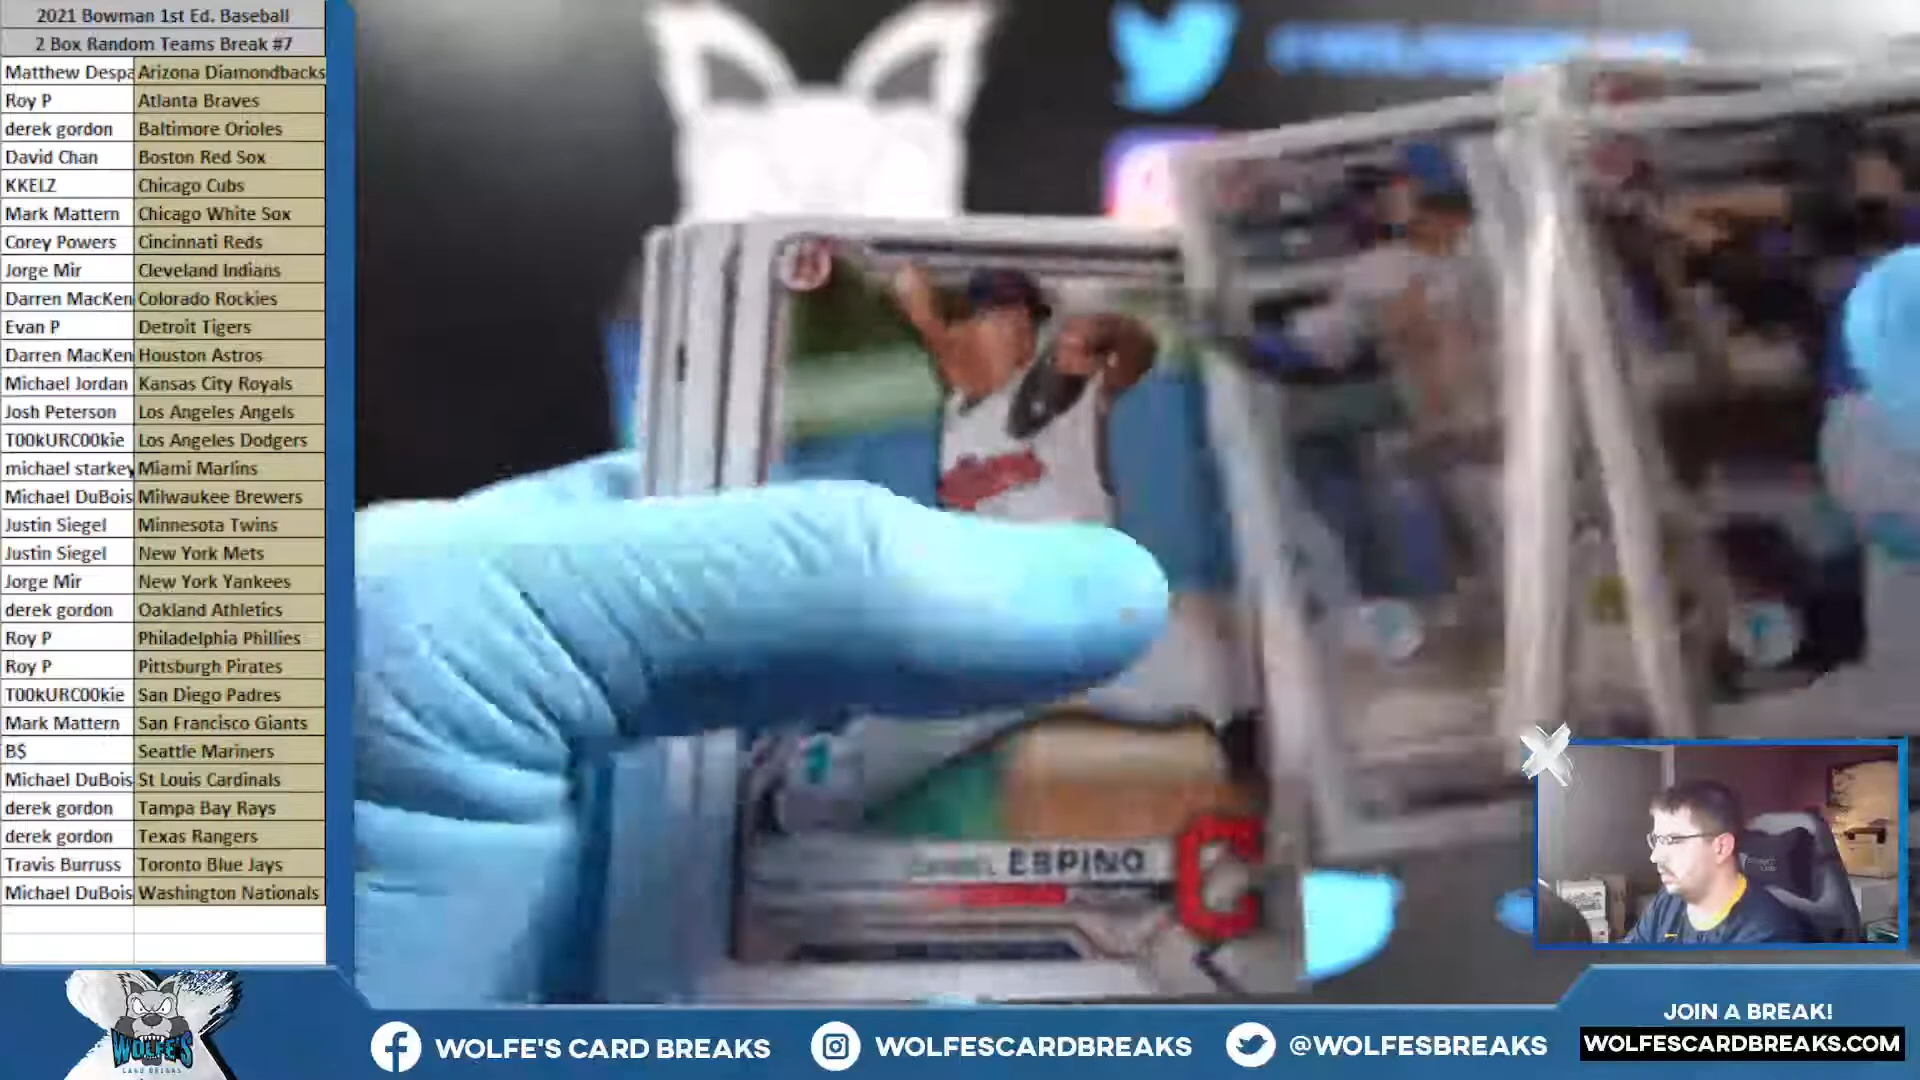 2021 Bowman 1st Ed. Baseball
2 Box Random Teams Break #7
Matthew Despa Arizona Diamondbacks
Roy P Atlanta Braves
derek gordon Baltimore Orioles
David Chan Boston Red Sox
KKELZ Chicago Cubs
Mark Mattern Chicago White Sox
Corey Powers Cincinnati Reds
Jorge Mir Cleveland Indians
Darren MacKen Colorado Rockies
Evan P Detroit Tigers
Darren MacKen Houston Astros
Michael Jordan Kansas City Royals
Josh Peterson Los Angeles Angels
T00kURC00kie Los Angeles Dodgers
michael starkey Miami Marlins
Michael DuBois Milwaukee Brewers
Justin Siegel Minnesota Twins
Justin Siegel New York Mets
Jorge Mir New York Yankees
derek gordon Oakland Athletics
Roy P Philadelphia Phillies
Roy P Pittsburgh Pirates
T00kURC00kie San Diego Padres
Mark Mattern San Francisco Giants
B$ Seattle Mariners
Michael DuBois St Louis Cardinals
derek gordon Tampa Bay Rays
derek gordon Texas Rangers
Travis Burruss Toronto Blue Jays
Michael DuBois Washington Nationals
ESPINO
C
WOLFE'S
CARD BREAKS
WOLFE'S CARD BREAKS
WOLFESCARDBREAKS
@WOLFESBREAKS
JOIN A BREAK!
WOLFESCARDBREAKS.COM